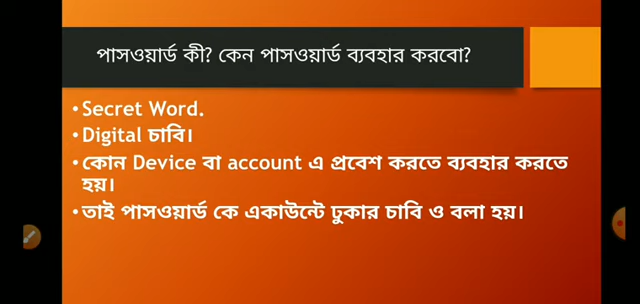 পাসওয়ার্ড কী? কেন পাসওয়ার্ড ব্যবহার করবো?
•Secret Word.
•Digital চাবি।
•কোন Device বা account এ প্রবেশ করতে ব্যবহার করতে
হয়।
•তাই পাসওয়ার্ড কে একাউন্টে ঢুকার চাবি ও বলা হয়।